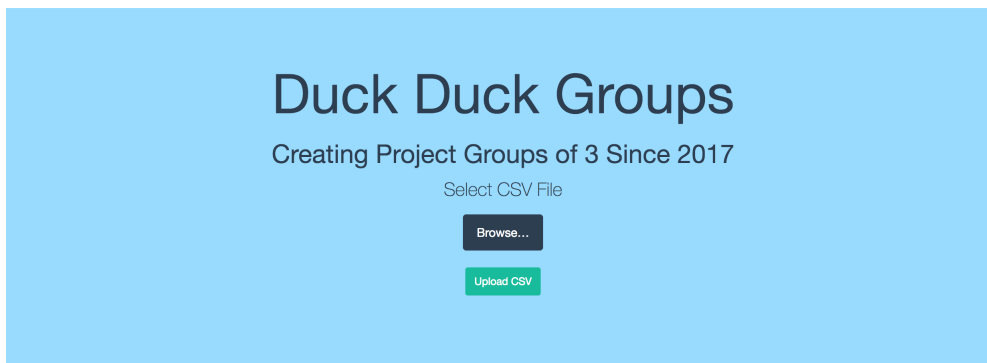 Duck Duck Groups
Creating Project Groups of 3 Since 2017
Select CSV File
Browse...
Upload CSV